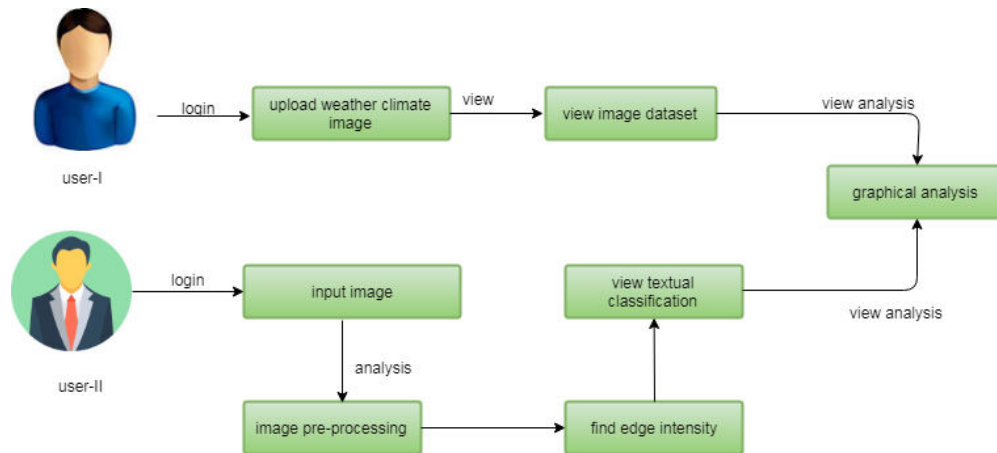 login
upload weather climate
image
view
view image dataset
view analysis
user-I
graphical analysis
login
input image
view textual
classification
view analysis
analysis
user-II
image pre-processing
find edge intensity